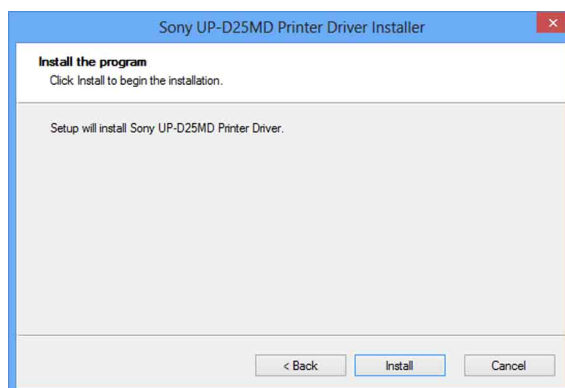 Sony UP-D25MD Printer Driver Installer
Install the program
Click Install to begin the installation.
Setup will install Sony UP-D25MD Printer Driver.
< Back Install Cancel